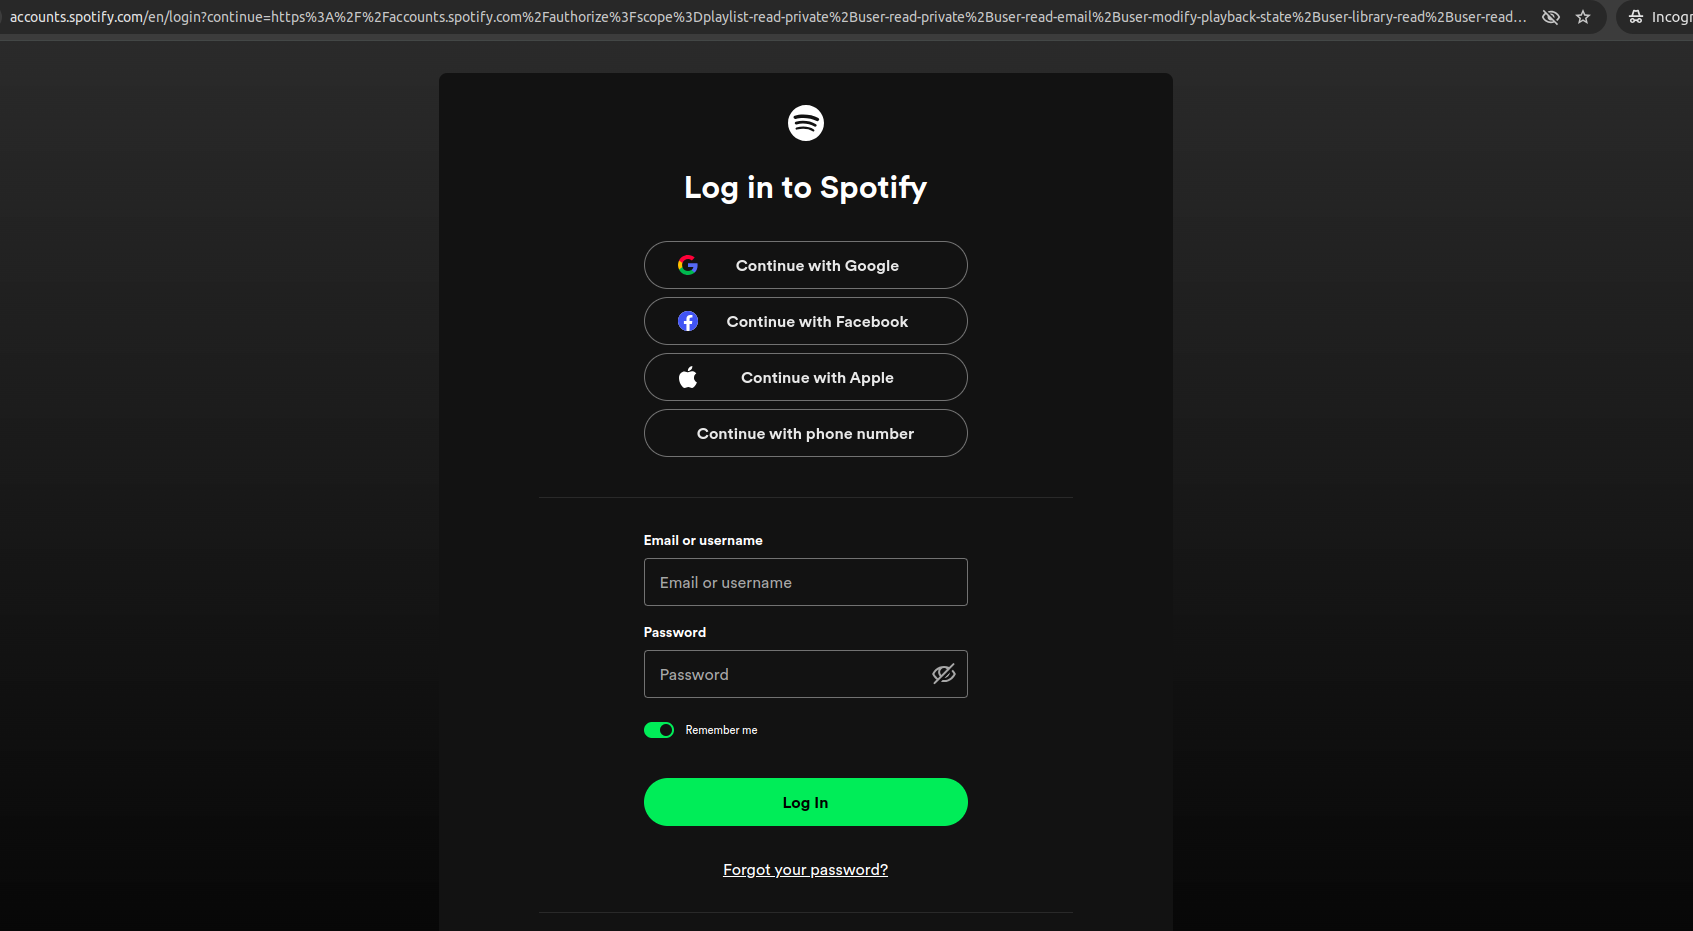 accounts.spotify.com/en/login?continue=https%3A%2F%2Faccounts.spotify.com%2Fauthorize%3Fscope%3Dplaylist-read-private%2Buser-read-private%2Buser-read-email%2Buser-modify-playback-state%2Buser-library-read%2Buser-read...
Incogn
Log in to Spotify
Continue with Google
Continue with Facebook
Continue with Apple
Continue with phone number
Email or username
Email or username
Password
Password
Remember me
Log In
Forgot your password?